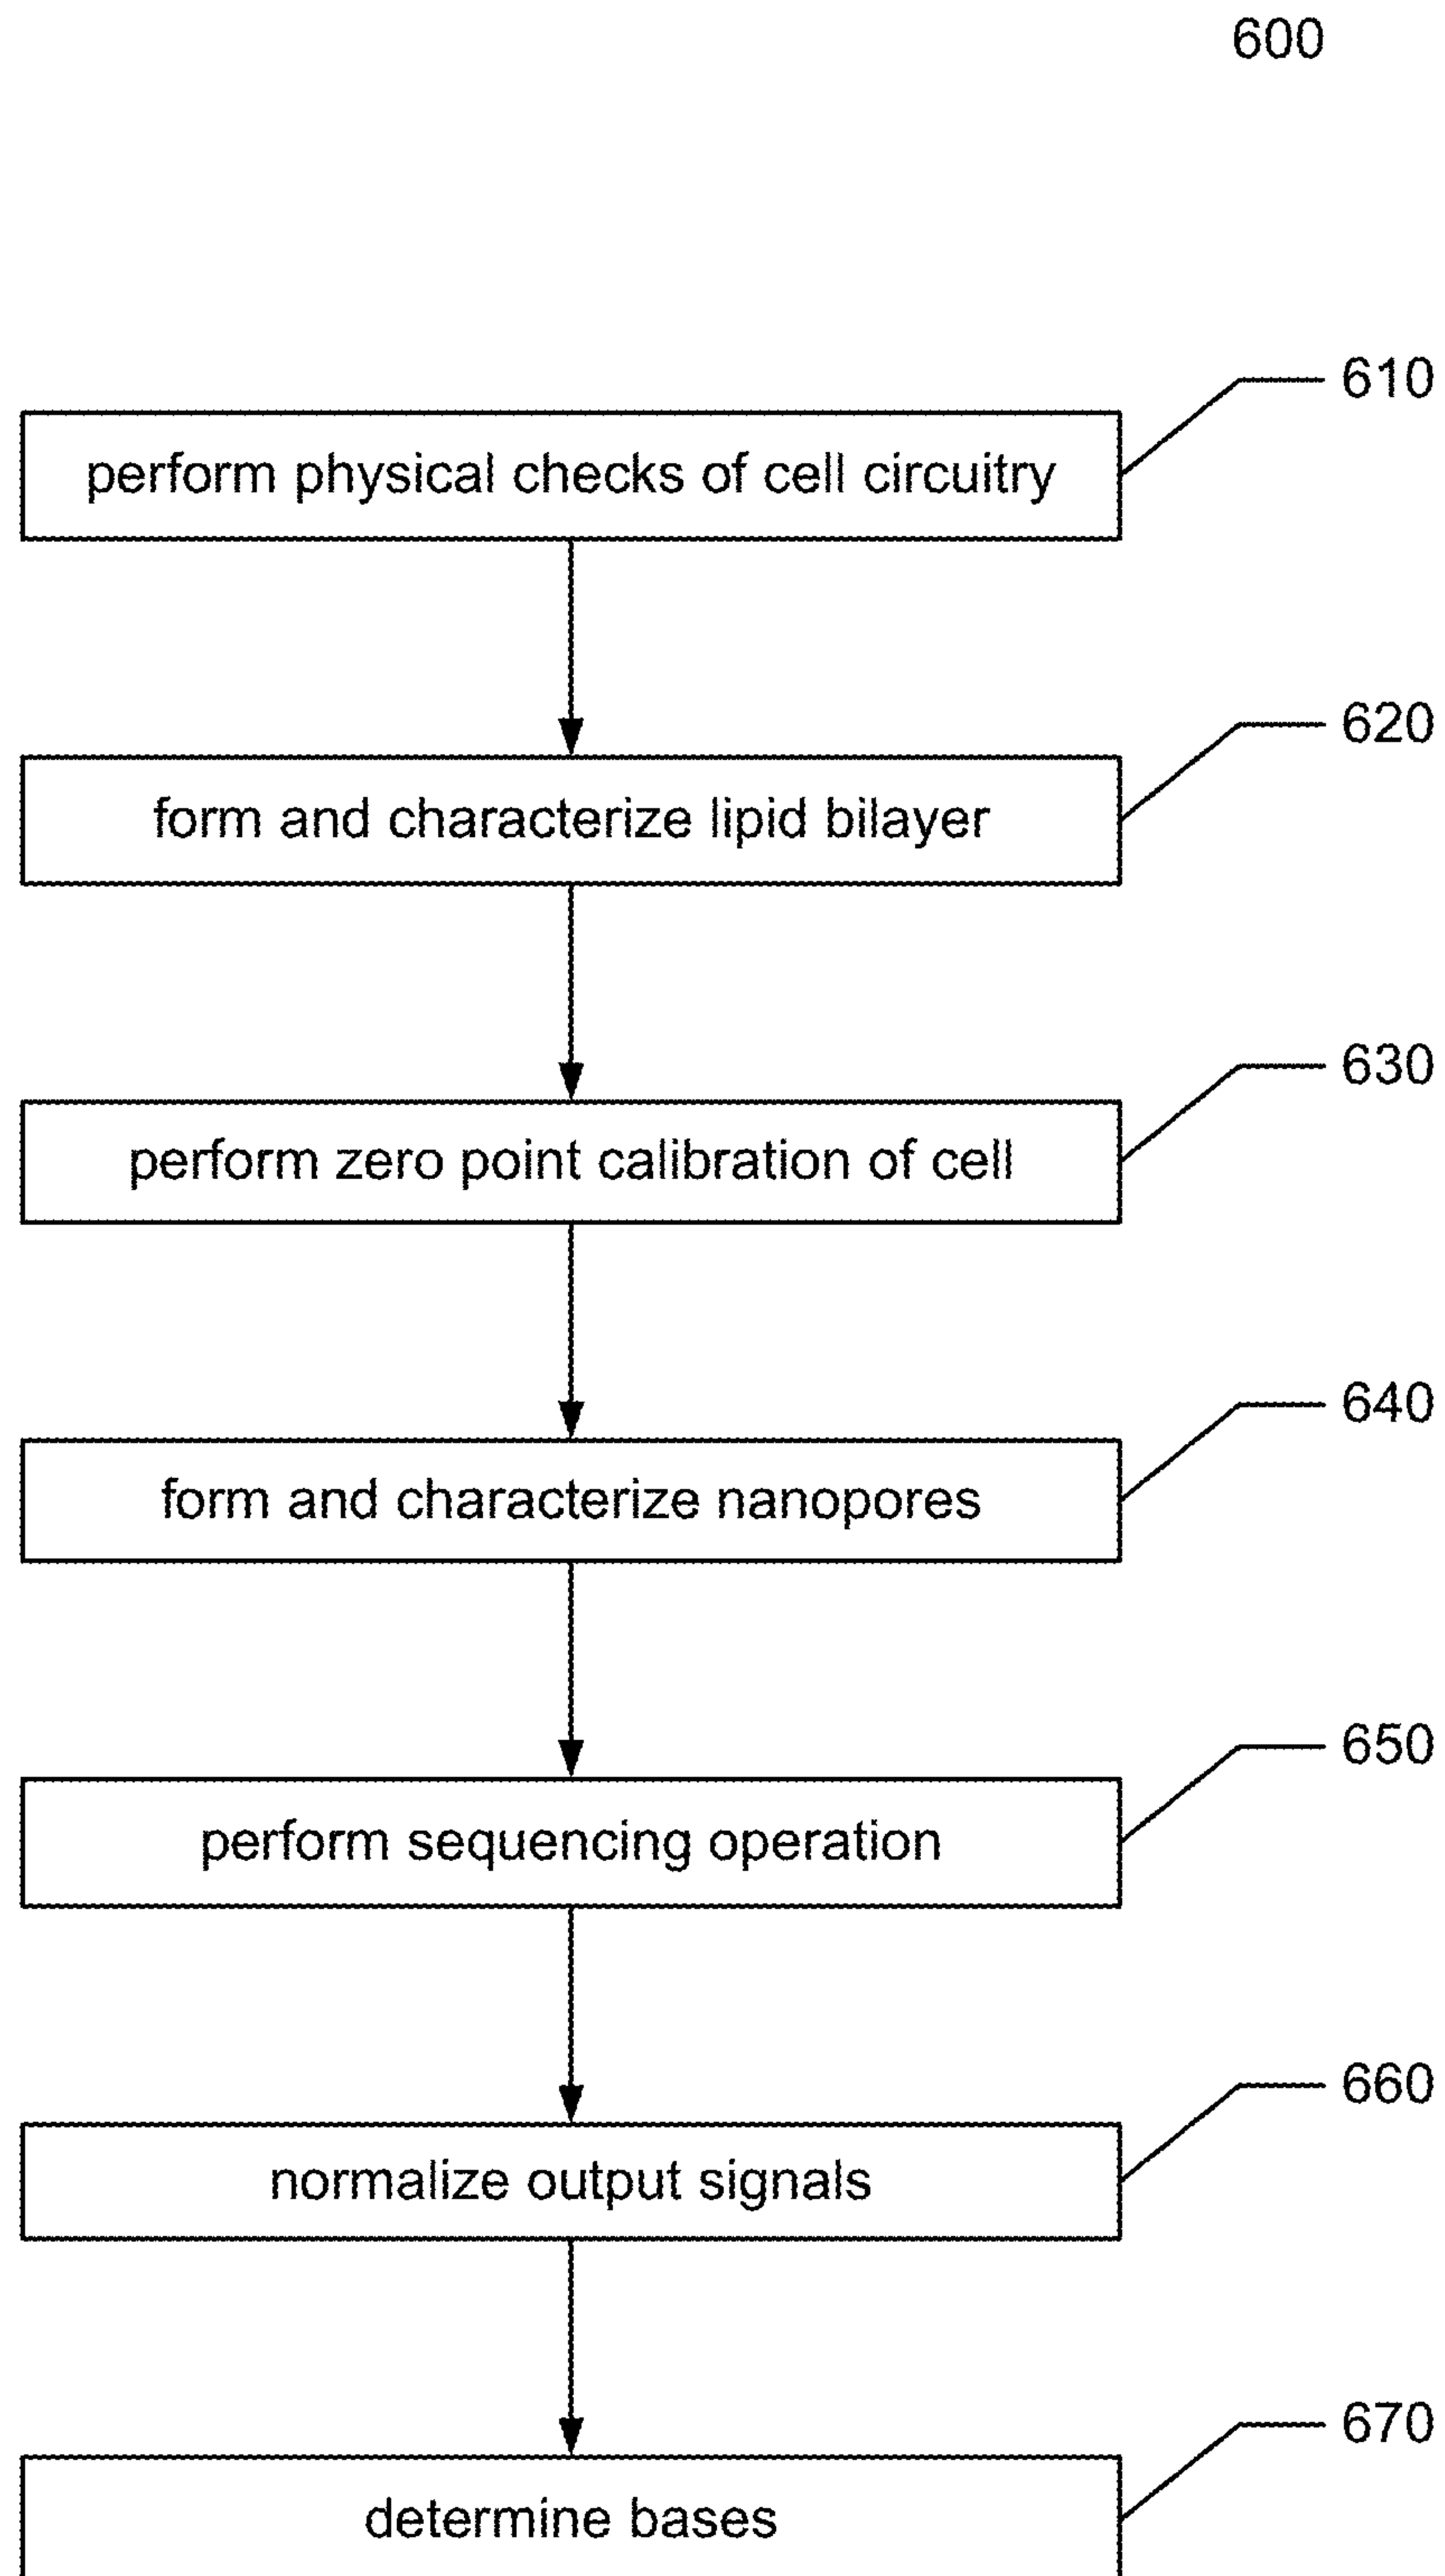 600
610
perform physical checks of cell circuitry
620
form and characterize lipid bilayer
630
perform zero point calibration of cell
640
form and characterize nanopores
650
perform sequencing operation
660
normalize output signals
670
determine bases